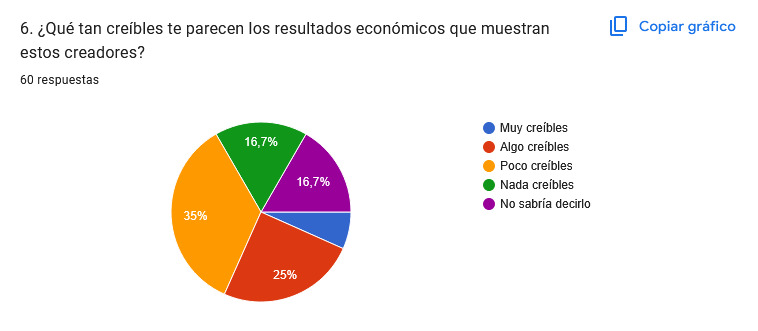 6. ¿Qué tan creíbles te parecen los resultados económicos que muestran
estos creadores?
Copiar gráfico
60 respuestas
16,7%
16,7%
35%
25%
Muy creíbles
Algo creíbles
Poco creíbles
Nada creíbles
No sabría decirlo